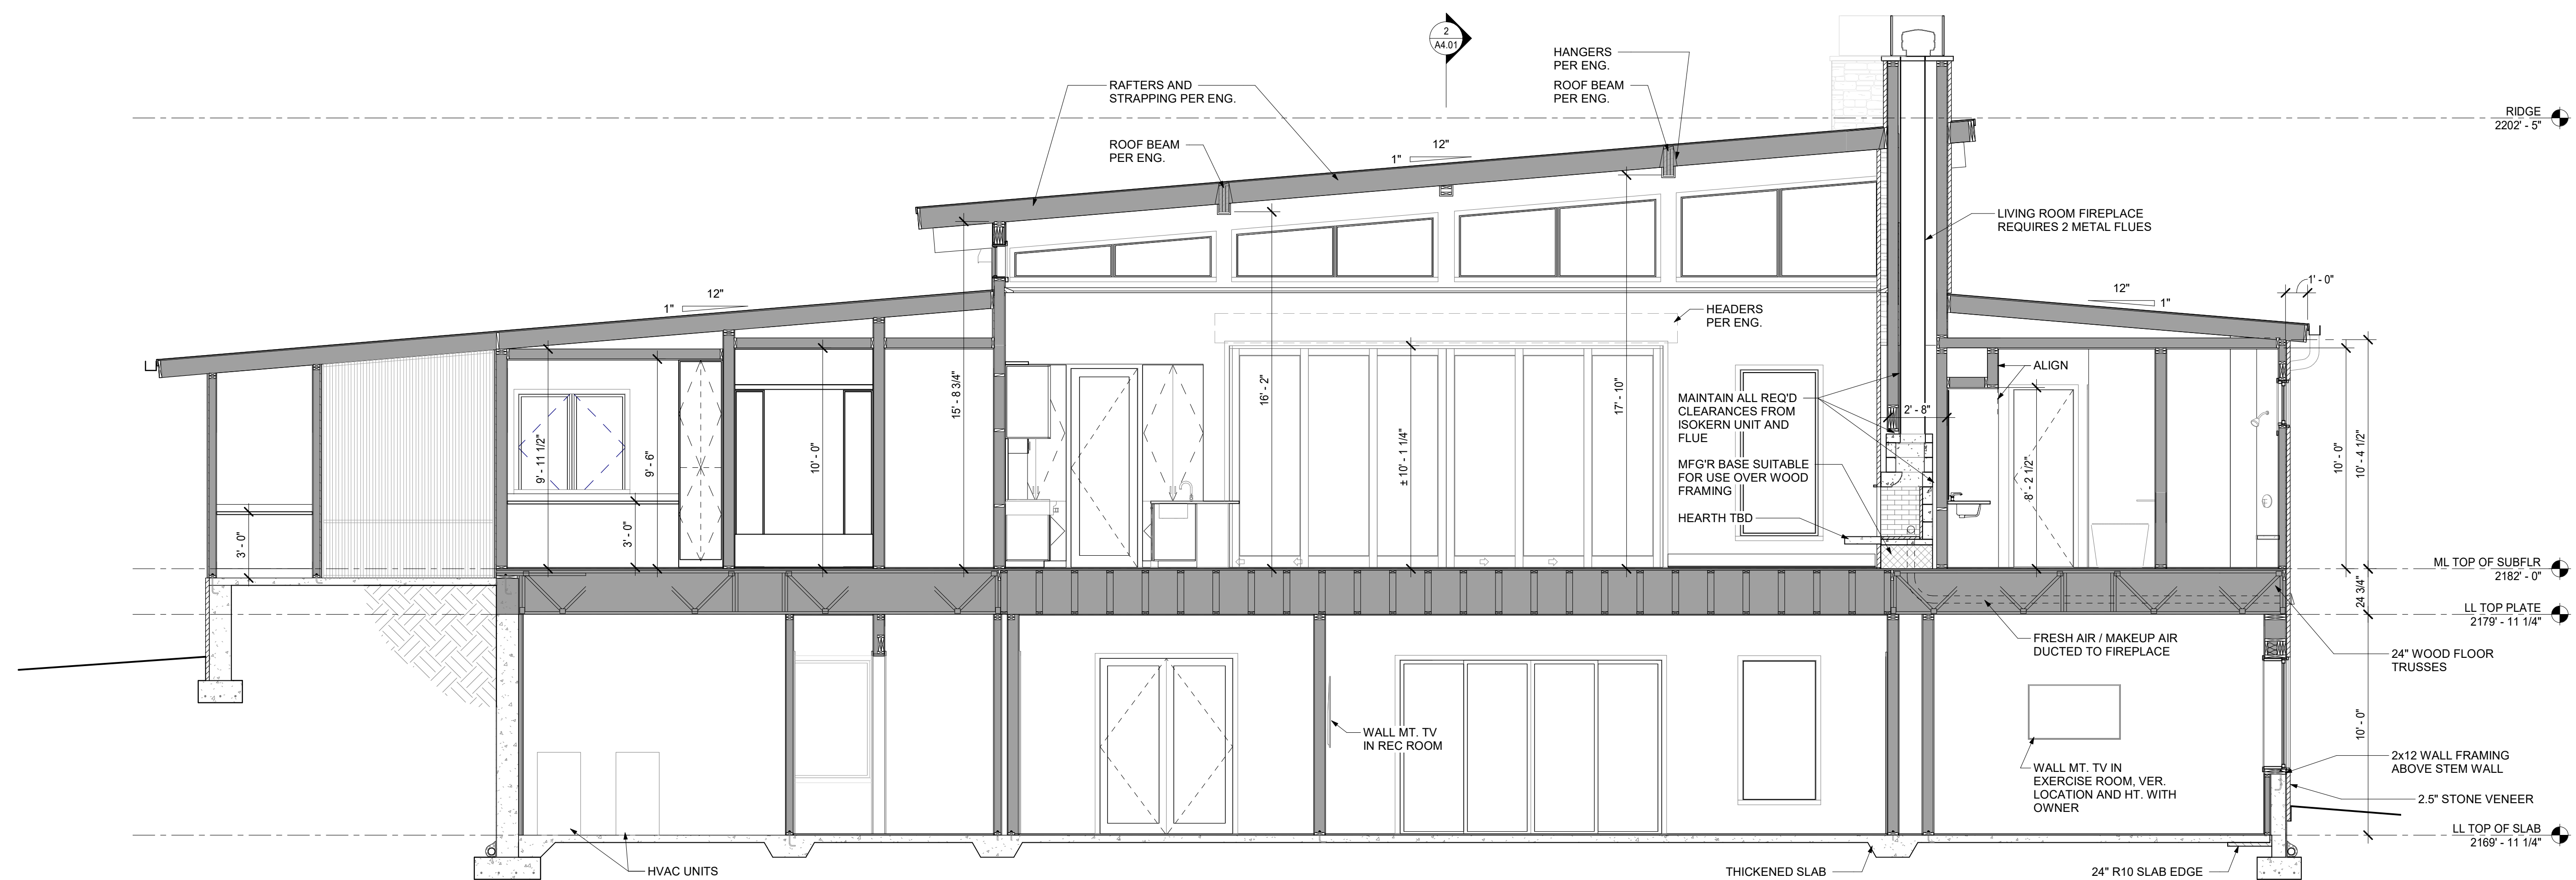 2
A4.01
HANGERS
PER ENG.
ROOF BEAM
PER ENG.
RAFTERS AND
STRAPPING PER ENG.
RIDGE
2202' - 5"
ROOF BEAM
PER ENG.
12"
1"
LIVING ROOM FIREPLACE
REQUIRES 2 METAL FLUES
12"
1"
12"
1"
1' - 0"
HEADERS
PER ENG.
ALIGN
15' - 8 3/4"
16' - 2"
17' - 10"
MAINTAIN ALL REQ'D
CLEARANCES FROM
ISOKERN UNIT AND
FLUE
2' - 8"
9' - 11 1/2"
9' - 6"
10' - 0"
± 10' - 1 1/4"
MFG'R BASE SUITABLE
FOR USE OVER WOOD
FRAMING
8' - 2 1/2"
10' - 0"
10' - 4 1/2"
HEARTH TBD
3' - 0"
3' - 0"
ML TOP OF SUBFLR
2182' - 0"
24 3/4"
LL TOP PLATE
2179' - 11 1/4"
FRESH AIR / MAKEUP AIR
DUCTED TO FIREPLACE
24" WOOD FLOOR
TRUSSES
WALL MT. TV
IN REC ROOM
10' - 0"
WALL MT. TV IN
EXERCISE ROOM, VER.
LOCATION AND HT. WITH
OWNER
2x12 WALL FRAMING
ABOVE STEM WALL
2.5" STONE VENEER
LL TOP OF SLAB
2169' - 11 1/4"
HVAC UNITS
THICKENED SLAB
24" R10 SLAB EDGE